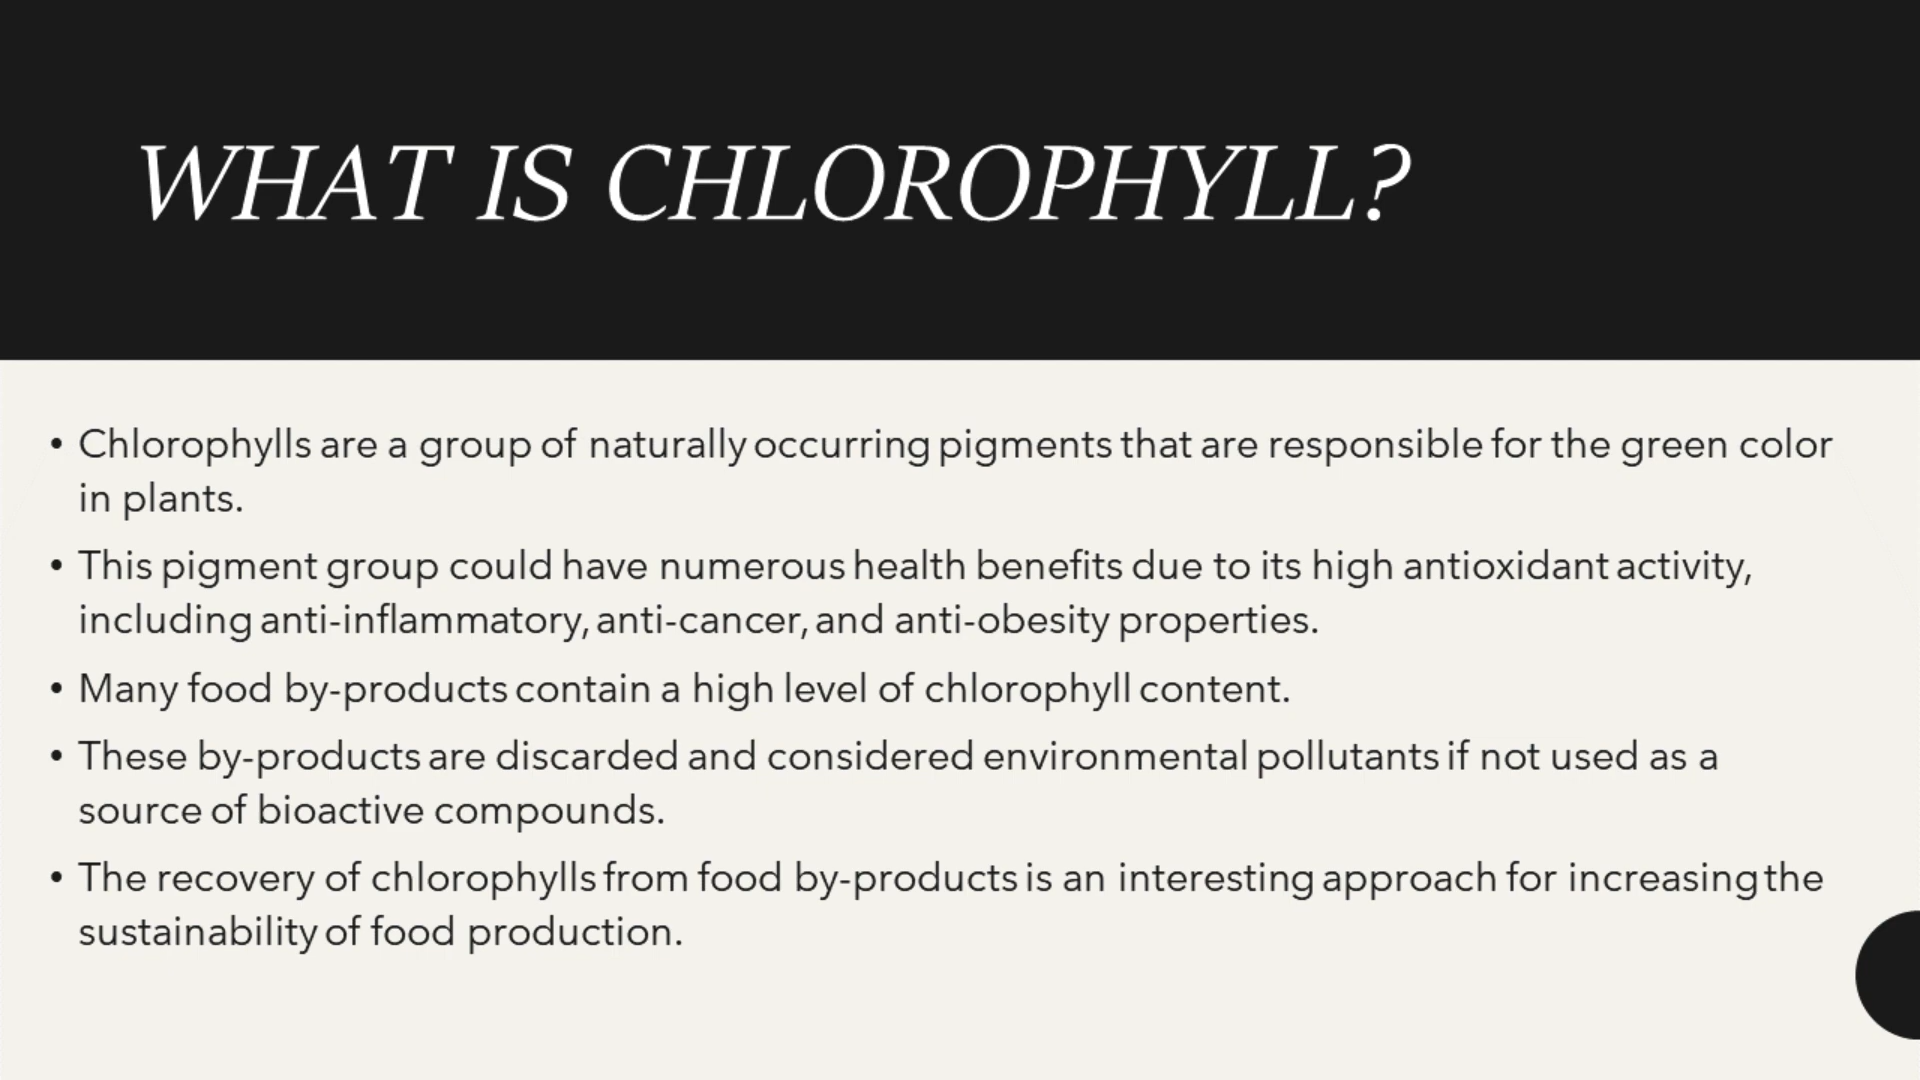 WHAT IS CHLOROPHYLL?
• Chlorophylls are a group of naturally occurring pigments that are responsible for the green color
in plants.
• This pigment group could have numerous health benefits due to its high antioxidant activity,
including anti-inflammatory, anti-cancer, and anti-obesity properties.
• Many food by-products contain a high level of chlorophyll content.
• These by-products are discarded and considered environmental pollutants if not used as a
source of bioactive compounds.
• The recovery of chlorophylls from food by-products is an interesting approach for increasing the
sustainability of food production.